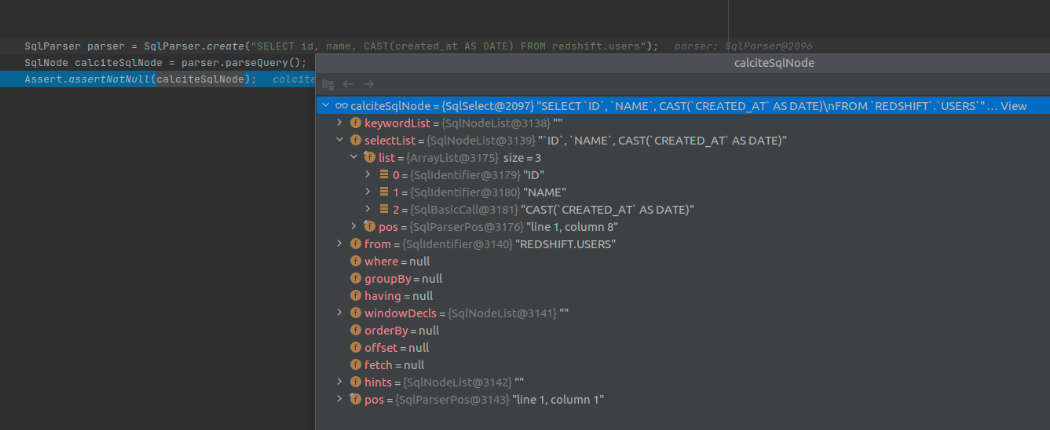 SqlParser parser = SqlParser.create("SELECT id, name, CAST(created_at AS DATE) FROM redshift.users");   parser: SqlParser@2096
SqlNode calciteSqlNode = parser.parseQuery();
Assert.assertNotNull(calciteSqlNode);   calcite
calciteSqlNode
calciteSqlNode = {SqlSelect@2097} "SELECT `ID`, `NAME`, CAST(`CREATED_AT` AS DATE)\nFROM `REDSHIFT`.`USERS`" ... View
keywordList = {SqlNodeList@3138} ""
selectList = {SqlNodeList@3139} "`ID`, `NAME`, CAST(`CREATED_AT` AS DATE)"
f list = {ArrayList@3175}  size = 3
0 = {SqlIdentifier@3179} "ID"
1 = {SqlIdentifier@3180} "NAME"
2 = {SqlBasicCall@3181} "CAST(`CREATED_AT` AS DATE)"
f pos = {SqlParserPos@3176} "line 1, column 8"
f from = {SqlIdentifier@3140} "REDSHIFT.USERS"
f where = null
f groupBy = null
f having = null
f windowDecls = {SqlNodeList@3141} ""
f orderBy = null
f offset = null
f fetch = null
f hints = {SqlNodeList@3142} ""
f pos = {SqlParserPos@3143} "line 1, column 1"